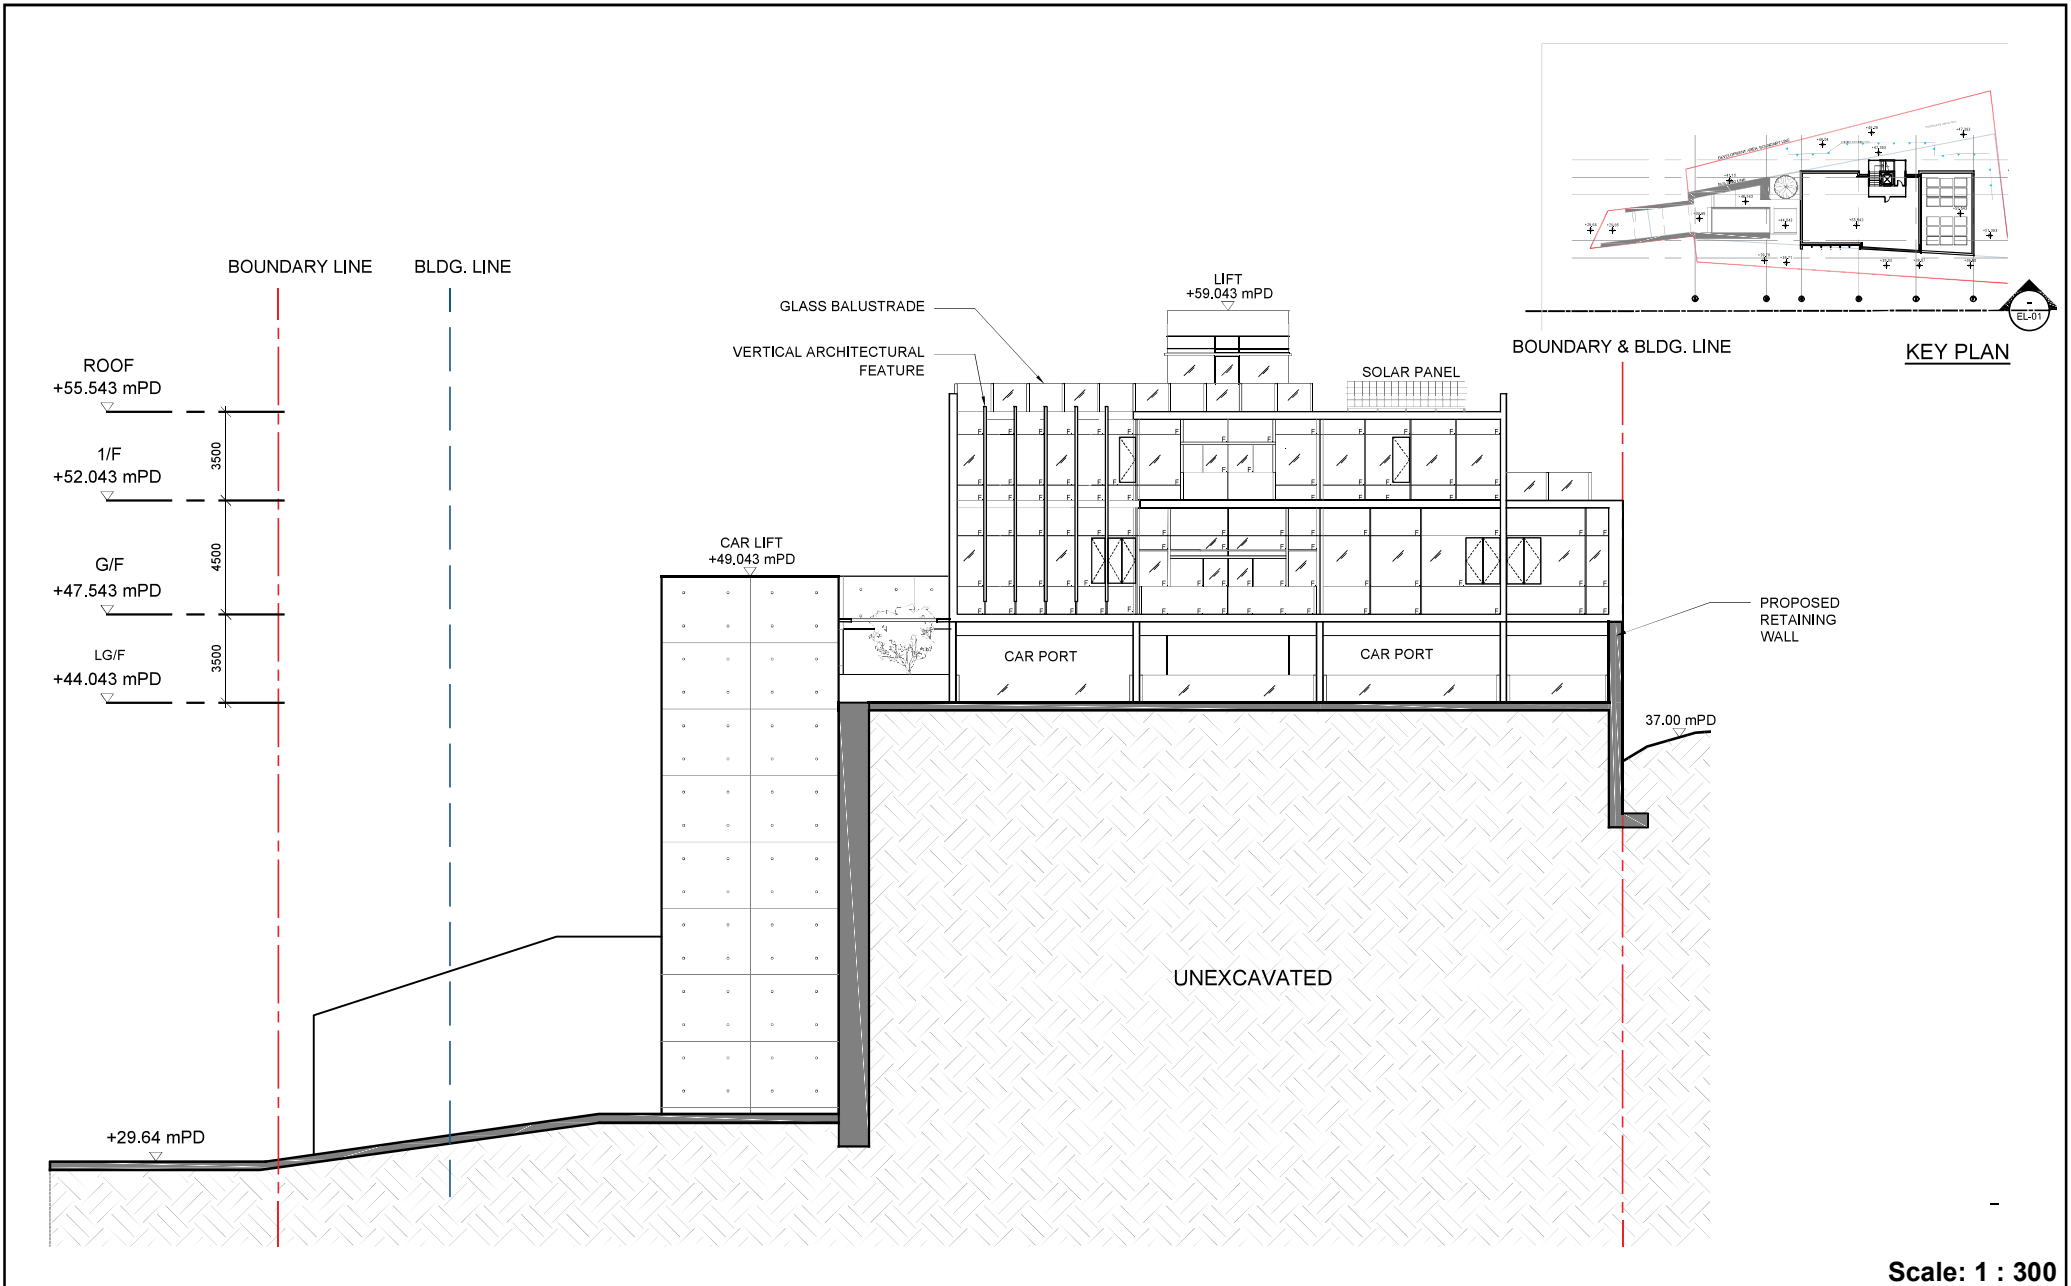 BOUNDARY LINE
BLDG. LINE
ROOF
+55.543 mPD
3500
1/F
+52.043 mPD
4500
G/F
+47.543 mPD
3500
LG/F
+44.043 mPD
+29.64 mPD
GLASS BALUSTRADE
VERTICAL ARCHITECTURAL
FEATURE
LIFT
+59.043 mPD
SOLAR PANEL
CAR LIFT
+49.043 mPD
CAR PORT
CAR PORT
UNEXCAVATED
BOUNDARY & BLDG. LINE
PROPOSED
RETAINING
WALL
37.00 mPD
EL-01
KEY PLAN
Scale: 1 : 300